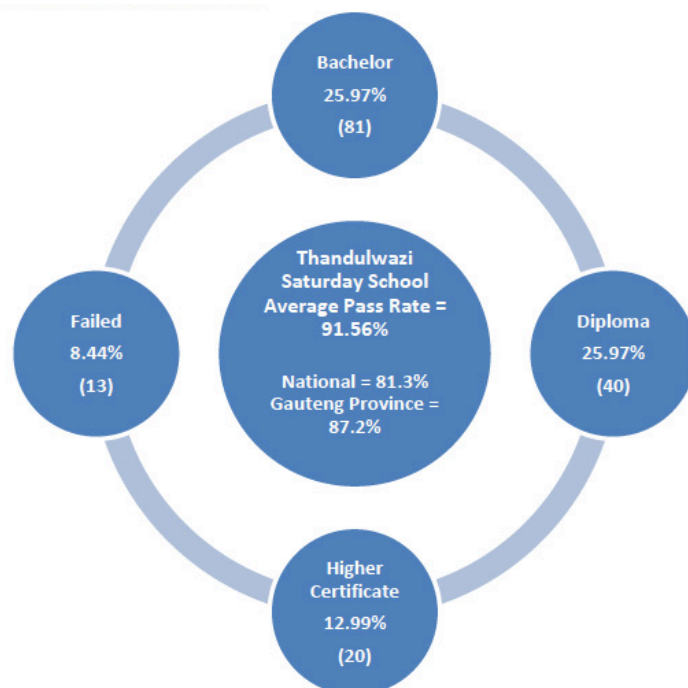 Bachelor
25.97%
(81)
Thandulwazi
Saturday School
Average Pass Rate =
91.56%
National = 81.3%
Gauteng Province =
87.2%
Failed
8.44%
(13)
Diploma
25.97%
(40)
Higher
Certificate
12.99%
(20)